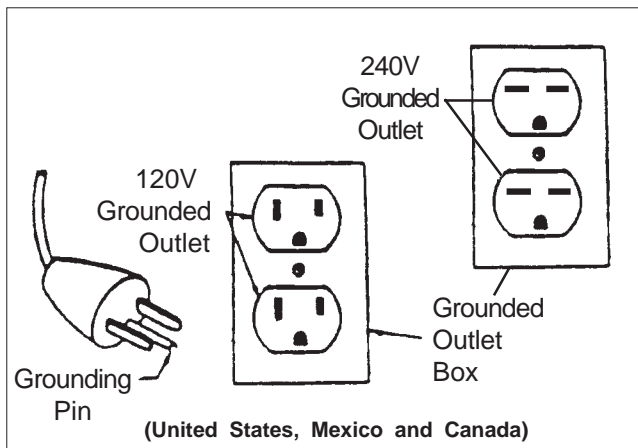 240V
Grounded
Outlet
120V
Grounded
Outlet
Grounded
Outlet
Box
Grounding
Pin
(United States, Mexico and Canada)